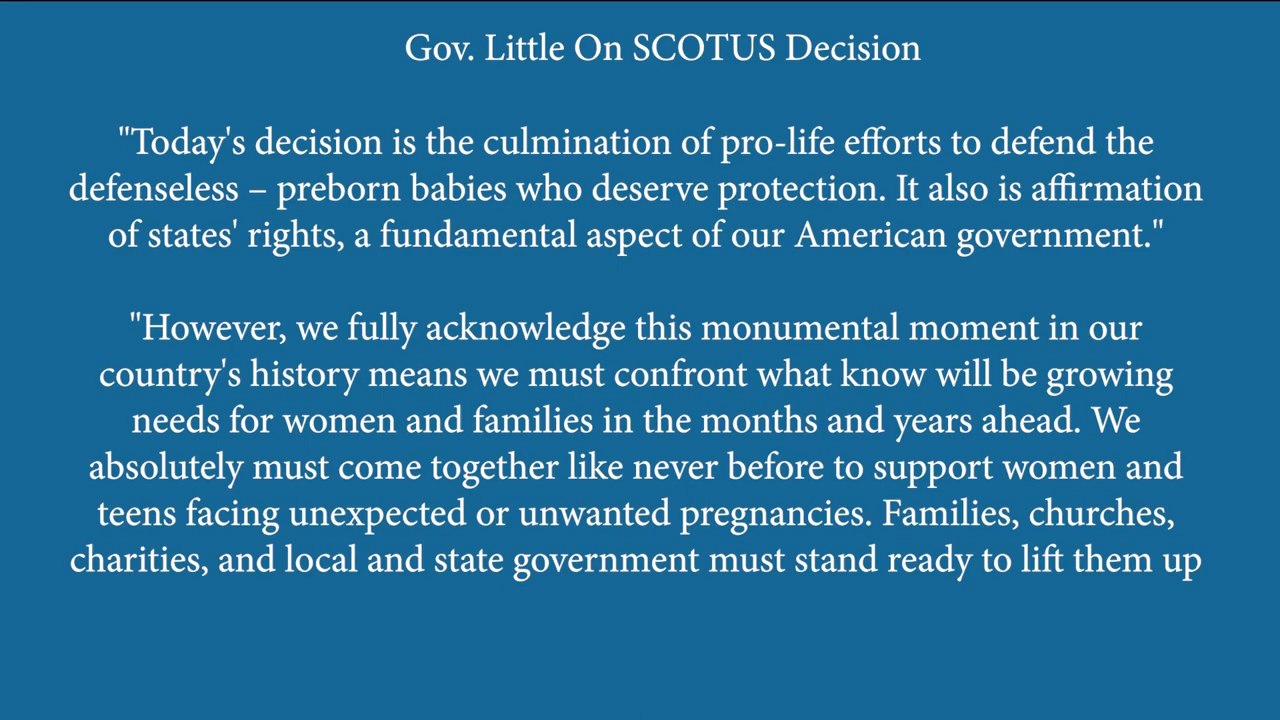 Gov. Little On SCOTUS Decision
"Today's decision is the culmination of pro-life efforts to defend the
defenseless – preborn babies who deserve protection. It also is affirmation
of states' rights, a fundamental aspect of our American government."
"However, we fully acknowledge this monumental moment in our
country's history means we must confront what know will be growing
needs for women and families in the months and years ahead. We
absolutely must come together like never before to support women and
teens facing unexpected or unwanted pregnancies. Families, churches,
charities, and local and state government must stand ready to lift them up